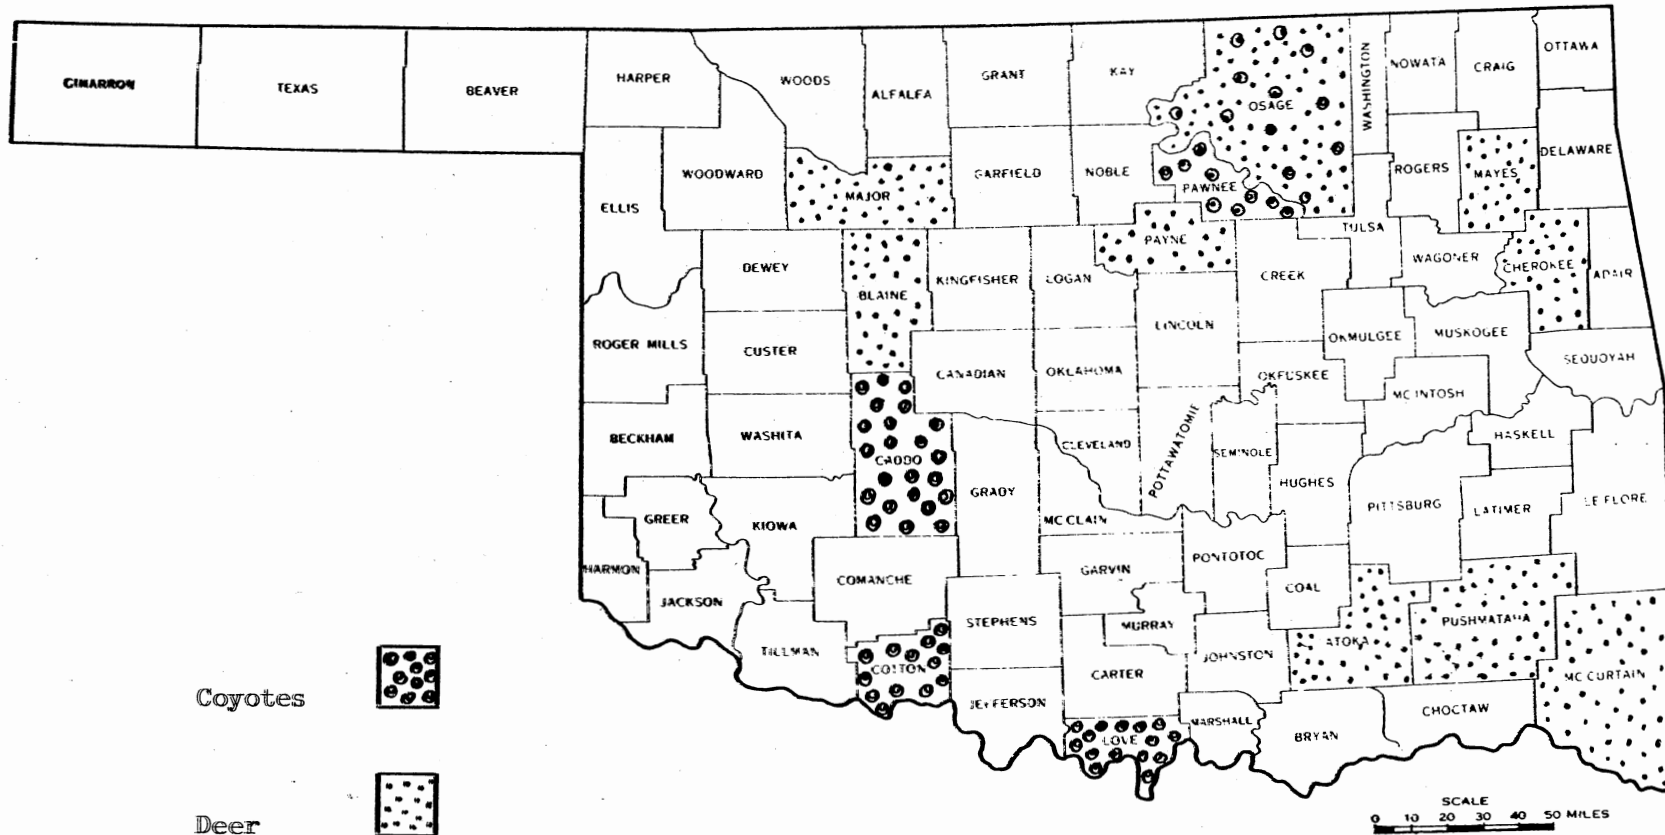 CIMARRON
TEXAS
BEAVER
HARPER
WOODS
ALFALFA
GRANT
KAY
OSAGE
WASHINGTON
NOWATA
CRAIG
OTTAWA
ELLIS
WOODWARD
MAJOR
GARFIELD
NOBLE
PAWNEE
ROGERS
MAYES
DELAWARE
DEWEY
BLAINE
KINGFISHER
LOGAN
PAYNE
CREEK
TULSA
WAGONER
CHEROKEE
ADAIR
ROGER MILLS
CUSTER
CANADIAN
OKLAHOMA
LINCOLN
OKFUSKEE
OKMULGEE
MUSKOGEE
SEQUOYAH
BECKHAM
WASHITA
CADDO
GRADY
CLEVELAND
POTTAWATOMIE
SEMINOLE
HUGHES
MC INTOSH
HASKELL
GREER
KIOWA
MC CLAIN
PITTSBURG
LATIMER
LE FLORE
HARMON
JACKSON
COMANCHE
GARVIN
PONTOTOC
COAL
TILLMAN
COTTON
STEPHENS
MURRAY
JOHNSTON
ATOKA
PUSHMATAHA
MC CURTAIN
JEFFERSON
CARTER
LOVE
MARSHALL
BRYAN
CHOCTAW
Coyotes
Deer
SCALE
0 10 20 30 40 50 MILES